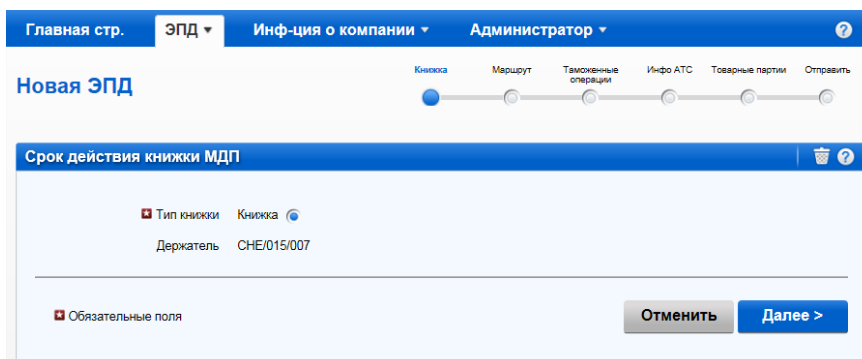 Главная стр. ЭПД Инф-ция о компании Администратор ?
Новая ЭПД
Книжка Маршрут Таможенные операции Инфо АТС Товарные партии Отправить
Срок действия книжки МДП ?
Тип книжки Книжка
Держатель CHE/015/007
Обязательные поля Отменить Далее >